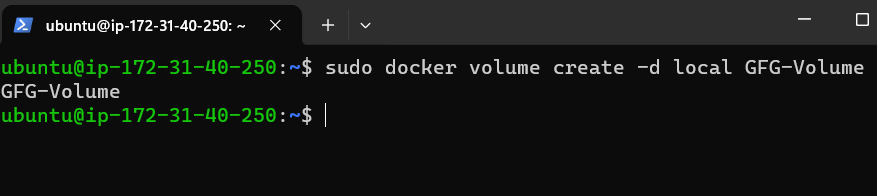 ubuntu@ip-172-31-40-250: ~
ubuntu@ip-172-31-40-250:~$ sudo docker volume create -d local GFG-Volume
GFG-Volume
ubuntu@ip-172-31-40-250:~$